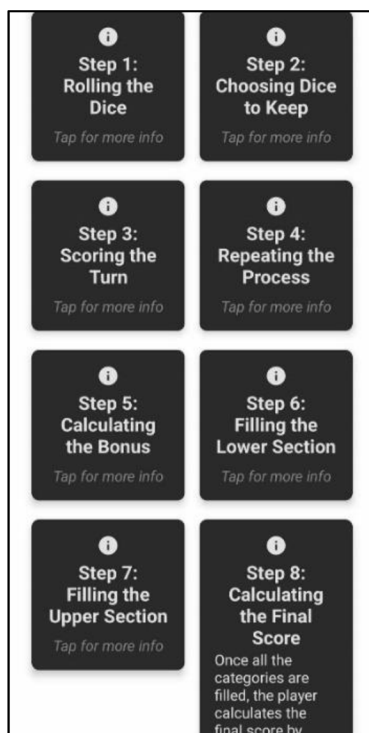 Step 1:
Rolling the
Dice
Tap for more info
Step 2:
Choosing Dice
to Keep
Tap for more info
Step 3:
Scoring the
Turn
Tap for more info
Step 4:
Repeating the
Process
Tap for more info
Step 5:
Calculating
the Bonus
Tap for more info
Step 6:
Filling the
Lower Section
Tap for more info
Step 7:
Filling the
Upper Section
Tap for more info
Step 8:
Calculating
the Final
Score
Once all the
categories are
filled, the player
calculates the
final score by